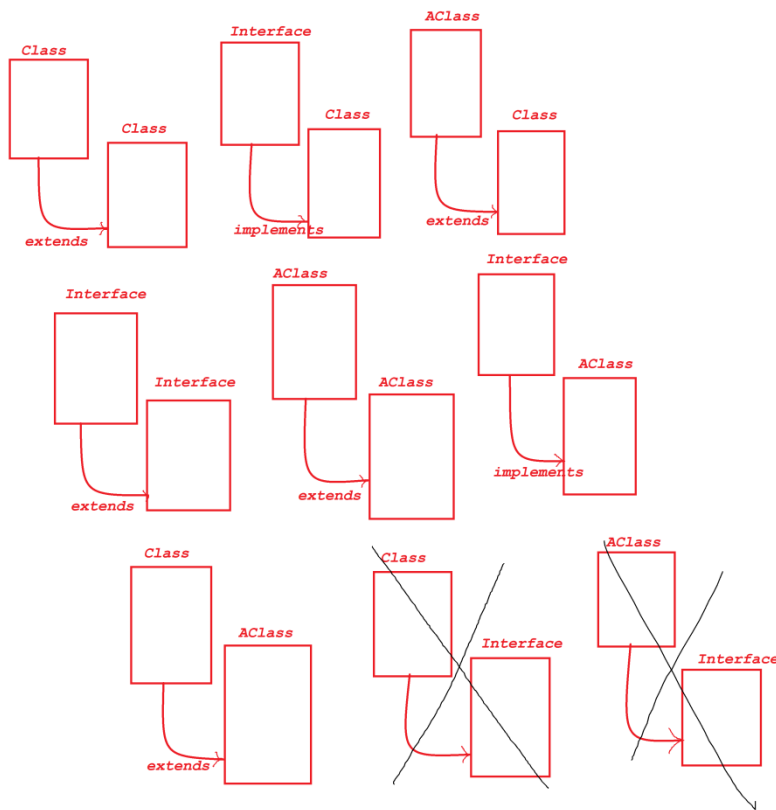 Class
Class
extends
Interface
Class
implements
AClass
Class
extends
Interface
Interface
extends
AClass
AClass
extends
Interface
AClass
implements
Class
AClass
extends
Class
Interface
AClass
Interface